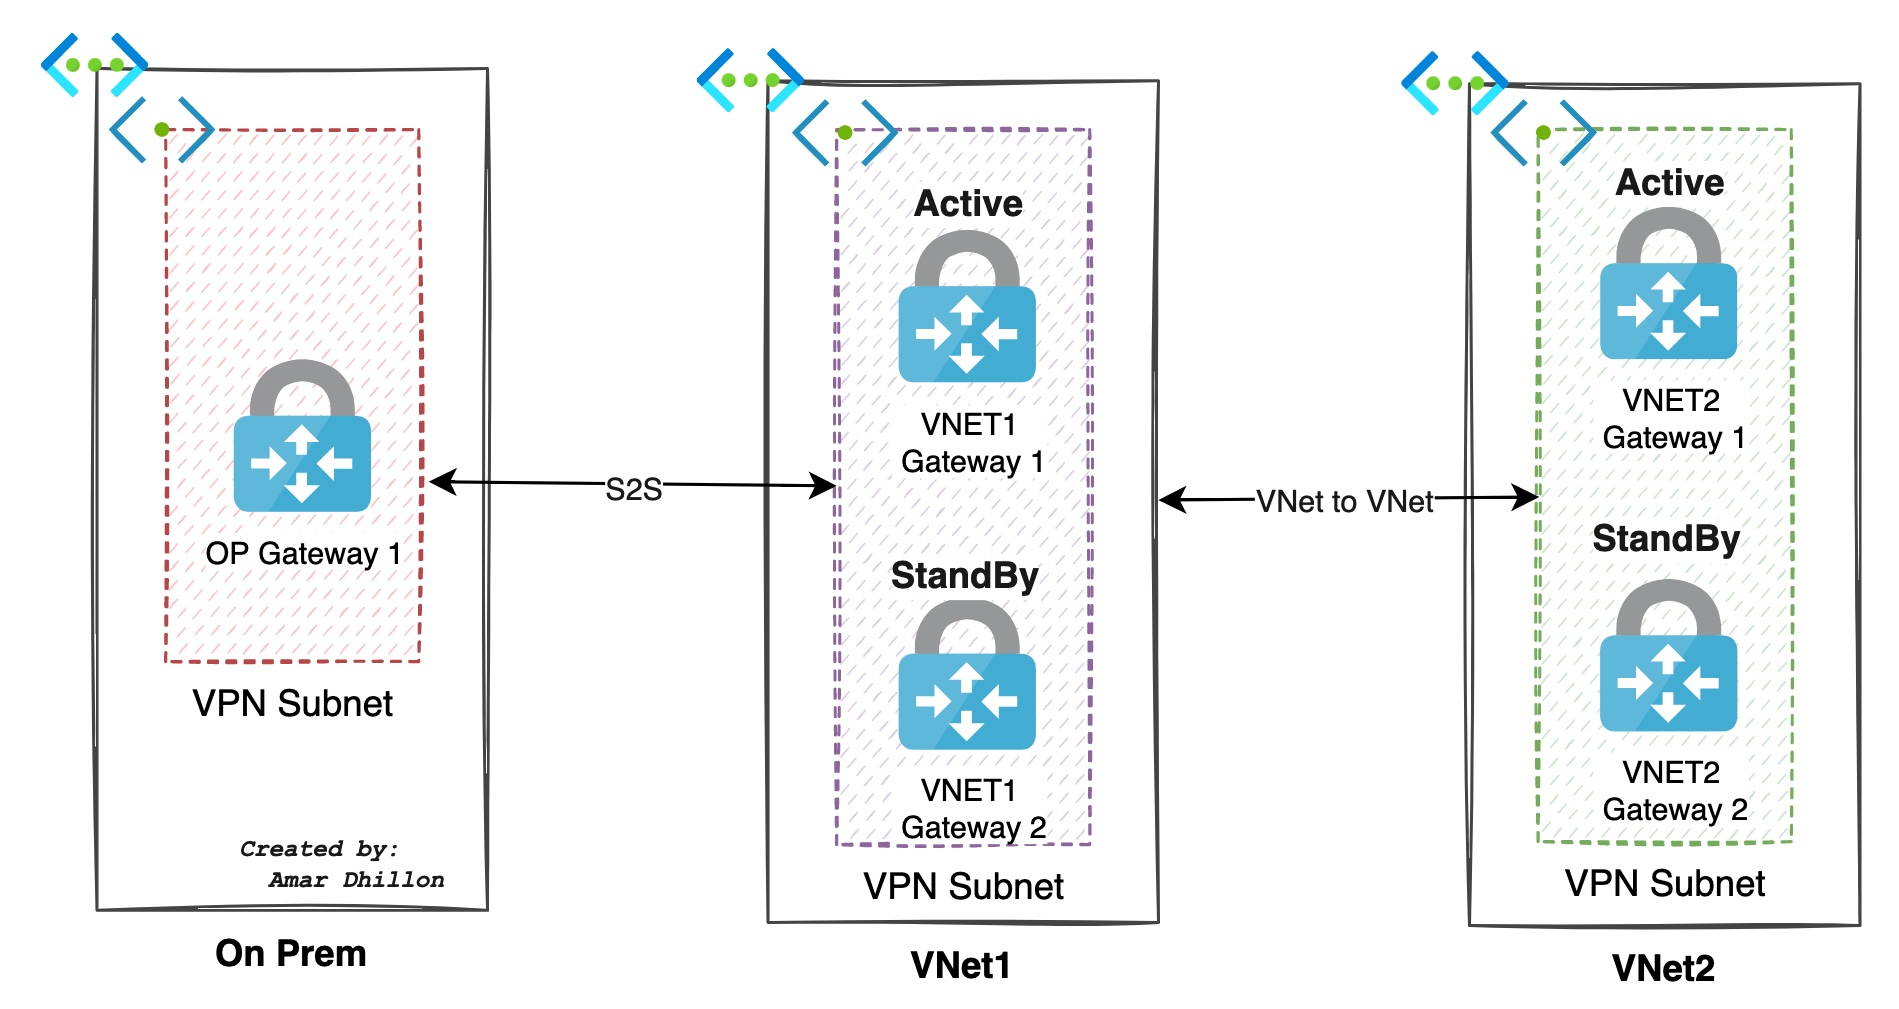 OP Gateway 1
VPN Subnet
Created by:
Amar Dhillon
On Prem
S2S
Active
VNET1
Gateway 1
StandBy
VNET1
Gateway 2
VPN Subnet
VNet1
VNet to VNet
Active
VNET2
Gateway 1
StandBy
VNET2
Gateway 2
VPN Subnet
VNet2